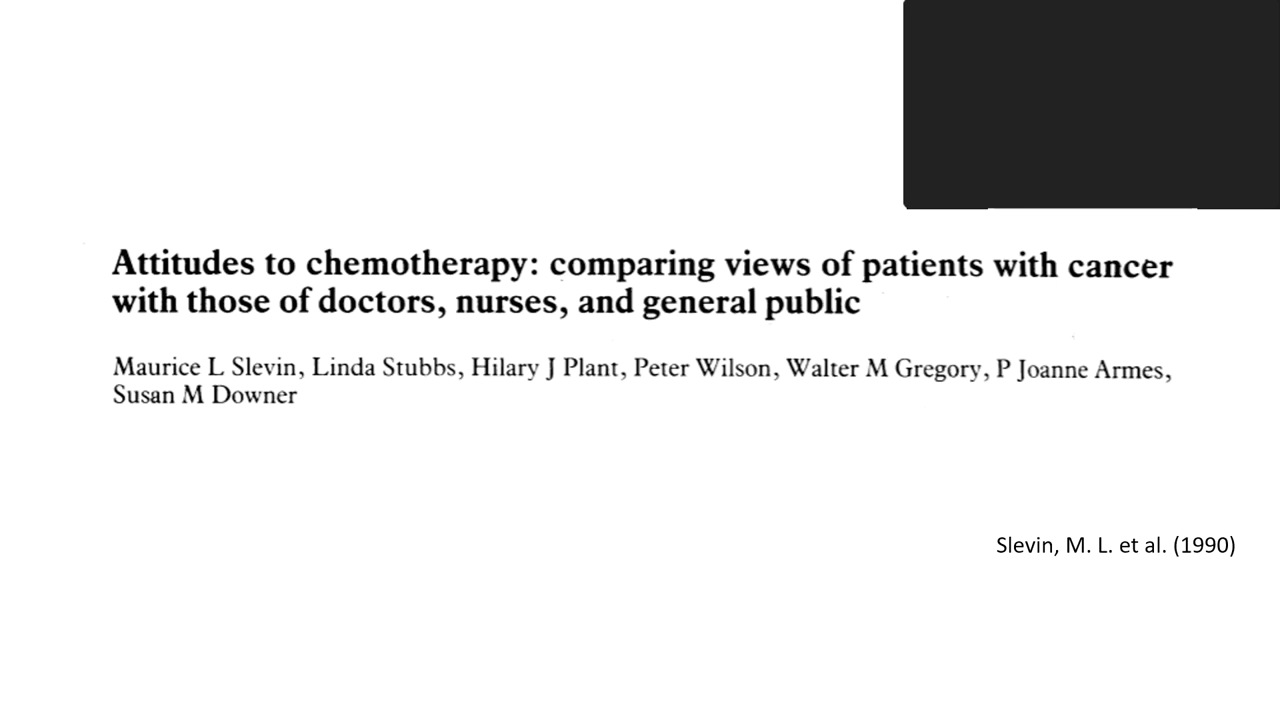 Attitudes to chemotherapy: comparing views of patients with cancer
with those of doctors, nurses, and general public
Maurice L Slevin, Linda Stubbs, Hilary J Plant, Peter Wilson, Walter M Gregory, P Joanne Armes,
Susan M Downer
Slevin, M. L. et al. (1990)